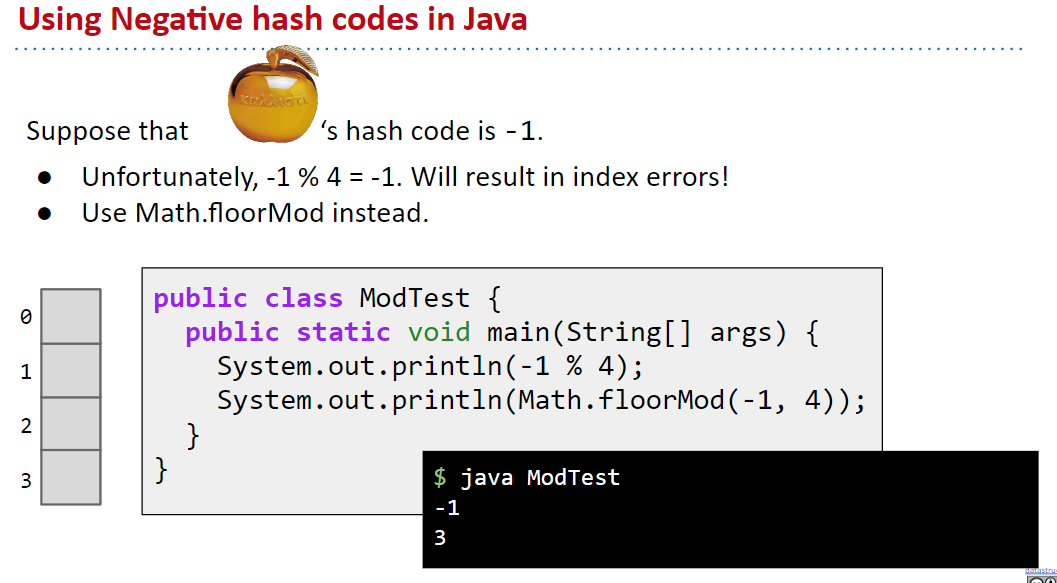 Using Negative hash codes in Java
καλλιστι
Suppose that 's hash code is -1.
● Unfortunately, -1 % 4 = -1. Will result in index errors!
● Use Math.floorMod instead.
0
1
2
3
public class ModTest {
public static void main(String[] args) {
System.out.println(-1 % 4);
System.out.println(Math.floorMod(-1, 4));
}
}
$ java ModTest
-1
3
datastru